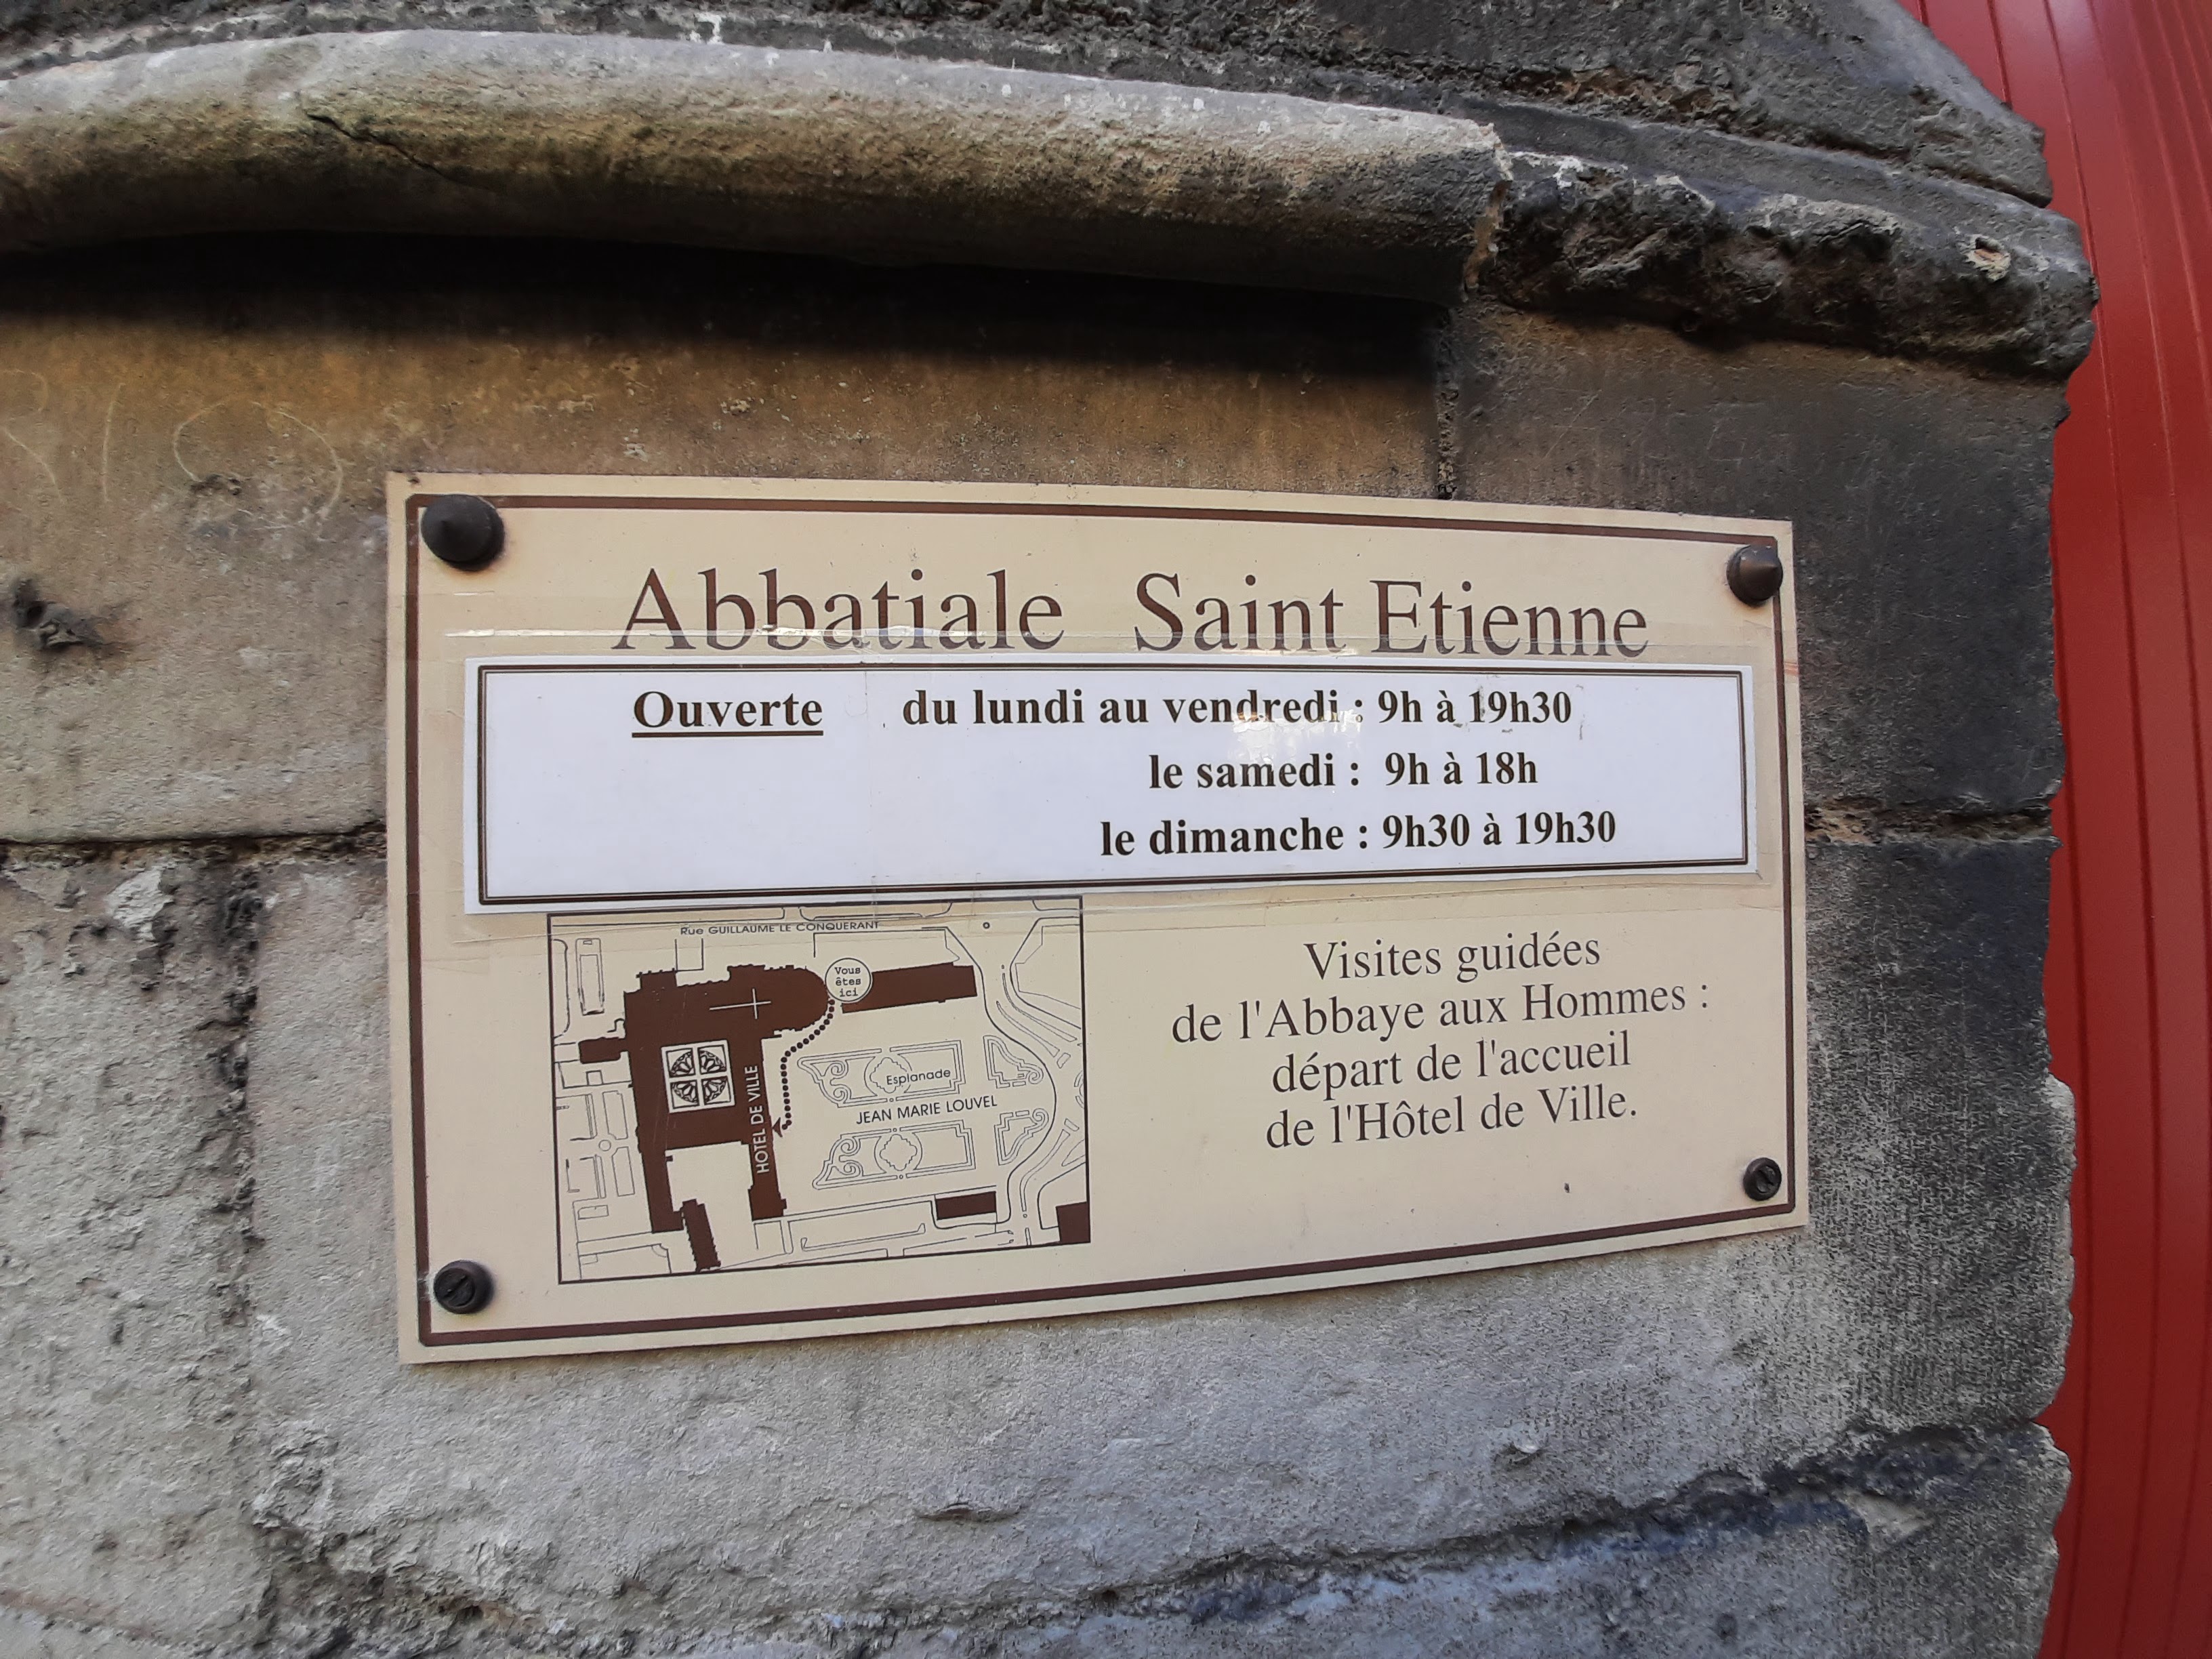 Abbatiale Saint Etienne
Ouverte du lundi au vendredi : 9h à 19h30
le samedi : 9h à 18h
le dimanche : 9h30 à 19h30
Rue GUILLAUME LE CONQUERANT
Vous
êtes
ici
HOTEL DE VILLE
Esplanade
JEAN MARIE LOUVEL
Visites guidées
de l'Abbaye aux Hommes :
départ de l'accueil
de l'Hôtel de Ville.